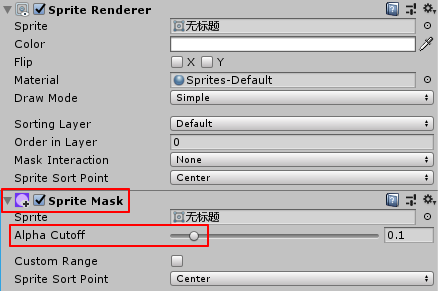 Sprite Renderer
Sprite 无标题
Color
Flip X Y
Material Sprites-Default
Draw Mode Simple
Sorting Layer Default
Order in Layer 0
Mask Interaction None
Sprite Sort Point Center
Sprite Mask
Sprite 无标题
Alpha Cutoff 0.1
Custom Range
Sprite Sort Point Center